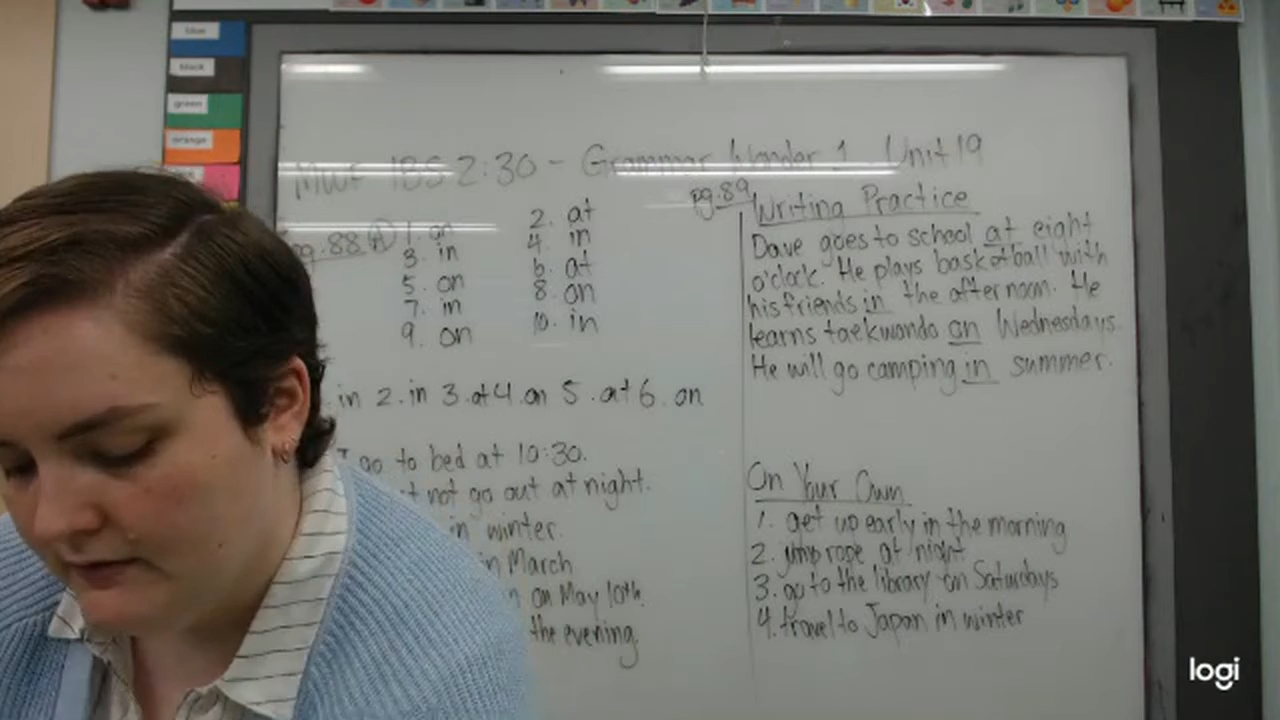 blue
black
green
orange
MWF IBS 2:30 - Grammar Wonder 1 Unit 19
pg.88 A 1. on 2. at
3. in 4. in
5. on 6. at
7. in 8. on
9. on 10. in
in 2. in 3. at 4. on 5. at 6. on
I go to bed at 10:30.
not go out at night.
in winter.
in March
on May 10th.
the evening.
pg.89 Writing Practice
Dave goes to school at eight
o'clock. He plays basketball with
his friends in the afternoon. He
learns taekwondo on Wednesdays.
He will go camping in summer.
On Your Own
1. get up early in the morning
2. jump rope at night
3. go to the library on Saturdays
4. travel to Japan in winter
logi